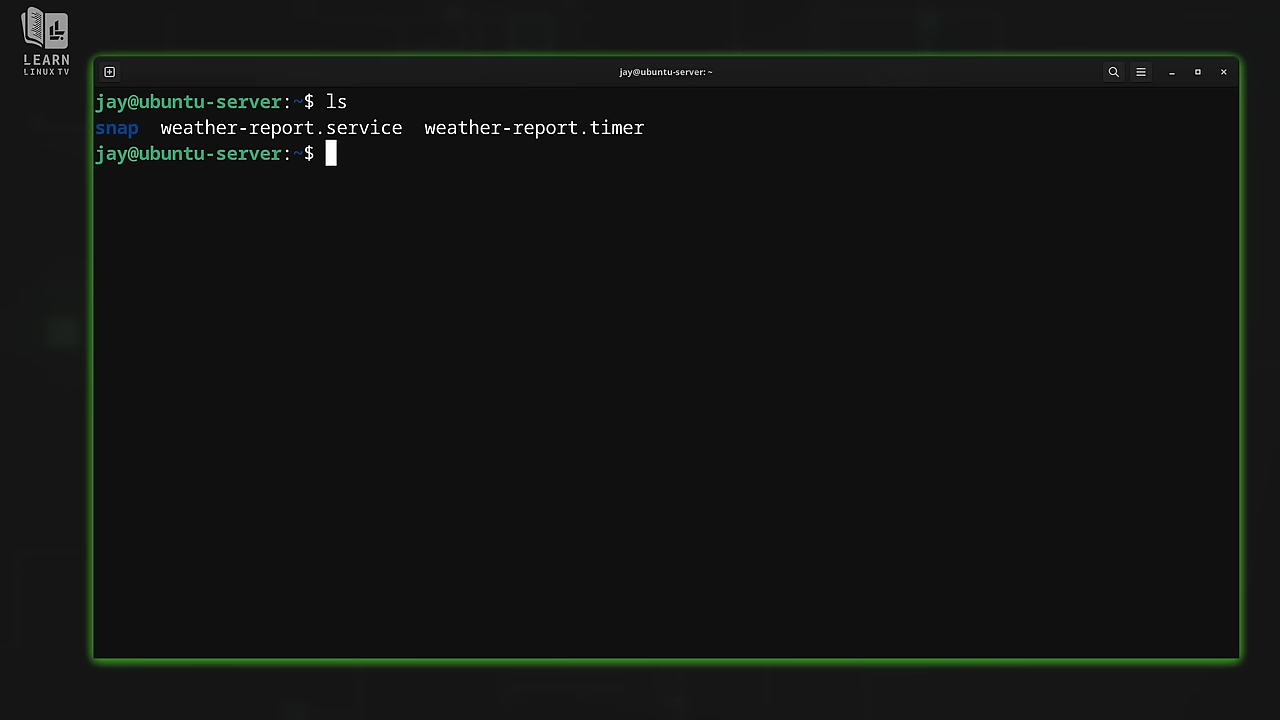 LEARN
LINUX TV
jay@ubuntu-server: ~
jay@ubuntu-server:~$ ls
snap  weather-report.service  weather-report.timer
jay@ubuntu-server:~$